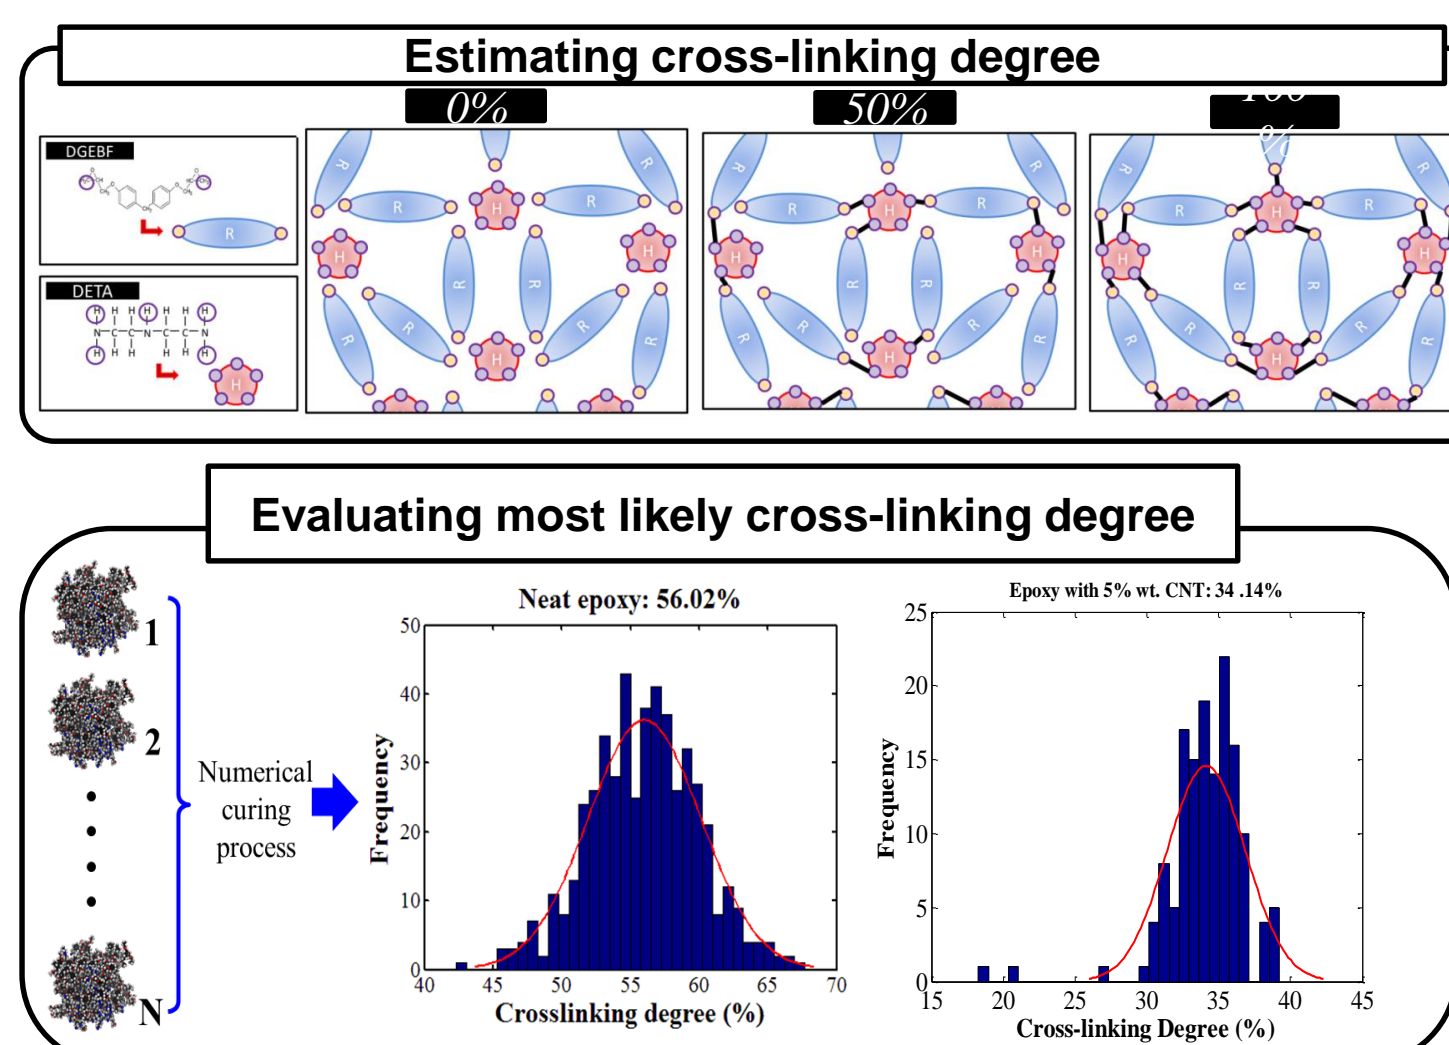 Estimating cross-linking degree
0%
50%
100
%
DGEBF
R
DETA
H H H H H H H
N C C N C C N
H H H H H H
H
R
R
R
R
H
H
H
R
R
R
R
R
R
H
R
R
R
R
H
H
H
R
R
R
R
R
R
H
R
R
R
R
H
H
H
R
R
R
R
R
R
H
Evaluating most likely cross-linking degree
1
2
N
Numerical
curing
process
Neat epoxy: 56.02%
50
40
30
20
10
0
Frequency
40 45 50 55 60 65 70
Crosslinking degree (%)
Epoxy with 5% wt. CNT: 34 .14%
25
20
15
10
5
0
Frequency
15 20 25 30 35 40 45
Cross-linking Degree (%)